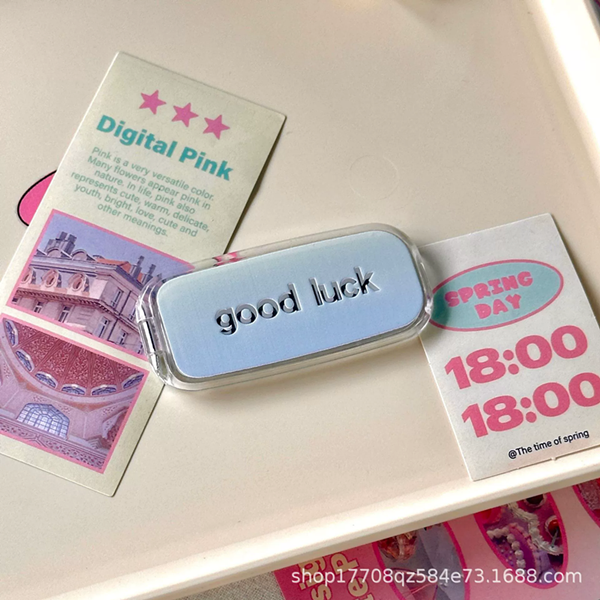 Digital Pink
Pink is a very versatile color.
Many flowers appear pink in
nature. In life, pink also
represents cute, warm, delicate,
youth, bright, love, cute and
other meanings.
good luck
SPRING
DAY
18:00
18:00
@The time of spring
shop17708qz584e73.1688.com